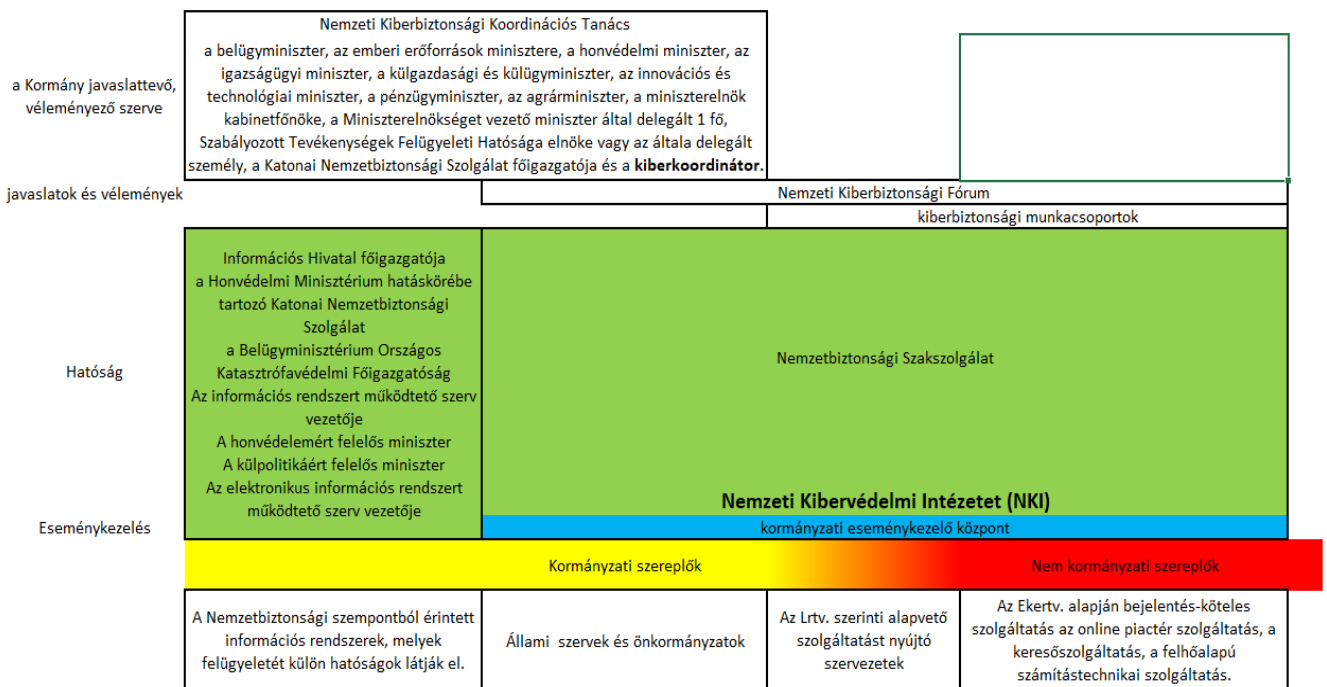 Nemzeti Kiberbiztonsági Koordinációs Tanács
a belügyminiszter, az emberi erőforrások minisztere, a honvédelmi miniszter, az
igazságügyi miniszter, a külgazdasági és külügyminiszter, az innovációs és
technológiai miniszter, a pénzügyminiszter, az agrárminiszter, a miniszterelnök
kabinetfőnöke, a Miniszterelnökséget vezető miniszter által delegált 1 fő,
Szabályozott Tevékenységek Felügyeleti Hatósága elnöke vagy az általa delegált
személy, a Katonai Nemzetbiztonsági Szolgálat főigazgatója és a kiberkoordinátor.
a Kormány javaslattevő,
véleményező szerve
javaslatok és vélemények
Nemzeti Kiberbiztonsági Fórum
kiberbiztonsági munkacsoportok
Hatóság
Információs Hivatal főigazgatója
a Honvédelmi Minisztérium hatáskörébe
tartozó Katonai Nemzetbiztonsági
Szolgálat
a Belügyminisztérium Országos
Katasztrófavédelmi Főigazgatóság
Az információs rendszert működtető szerv
vezetője
A honvédelemért felelős miniszter
A külpolitikáért felelős miniszter
Az elektronikus információs rendszert
működtető szerv vezetője
Nemzetbiztonsági Szakszolgálat
Nemzeti Kibervédelmi Intézetet (NKI)
Eseménykezelés
kormányzati eseménykezelő központ
Kormányzati szereplők
Nem kormányzati szereplők
A Nemzetbiztonsági szempontból érintett
információs rendszerek, melyek
felügyeletét külön hatóságok látják el.
Állami szervek és önkormányzatok
Az Lrtv. szerinti alapvető
szolgáltatást nyújtó
szervezetek
Az Ekertv. alapján bejelentés-köteles
szolgáltatás az online piactér szolgáltatás, a
keresőszolgáltatás, a felhőalapú
számítástechnikai szolgáltatás.